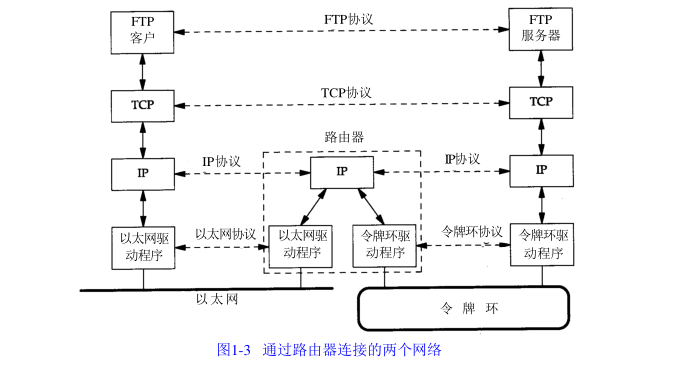 FTP
客户
FTP协议
FTP
服务器
TCP
TCP协议
TCP
路由器
IP
IP协议
IP
IP协议
IP
以太网驱
动程序
以太网协议
以太网驱
动程序
令牌环驱
动程序
令牌环协议
令牌环驱
动程序
以太网
令 牌 环
图1-3 通过路由器连接的两个网络